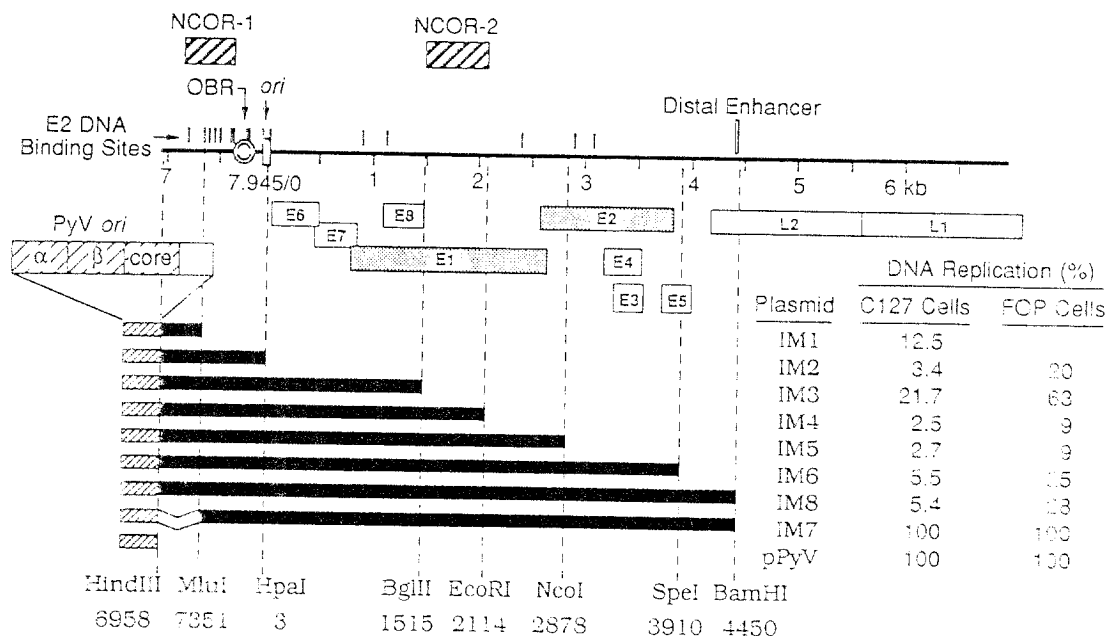 NCOR-1
NCOR-2
OBR
ori
Distal Enhancer
E2 DNA
Binding Sites
7
7.945/0
1
2
3
4
5
6 kb
PyV ori
α
β
core
E6
E7
E8
E1
E2
E4
E3
E5
L2
L1
DNA Replication (%)
Plasmid
C127 Cells
FOP Cells
IM1 12.5
IM2 3.4 20
IM3 21.7 63
IM4 2.5 9
IM5 2.7 9
IM6 5.5
IM8 5.4
IM7 100 100
pPyV 100 100
HindIII MluI HpaI BglII EcoRI NcoI SpeI BamHI
6958 7351 3 1515 2114 2878 3910 4450